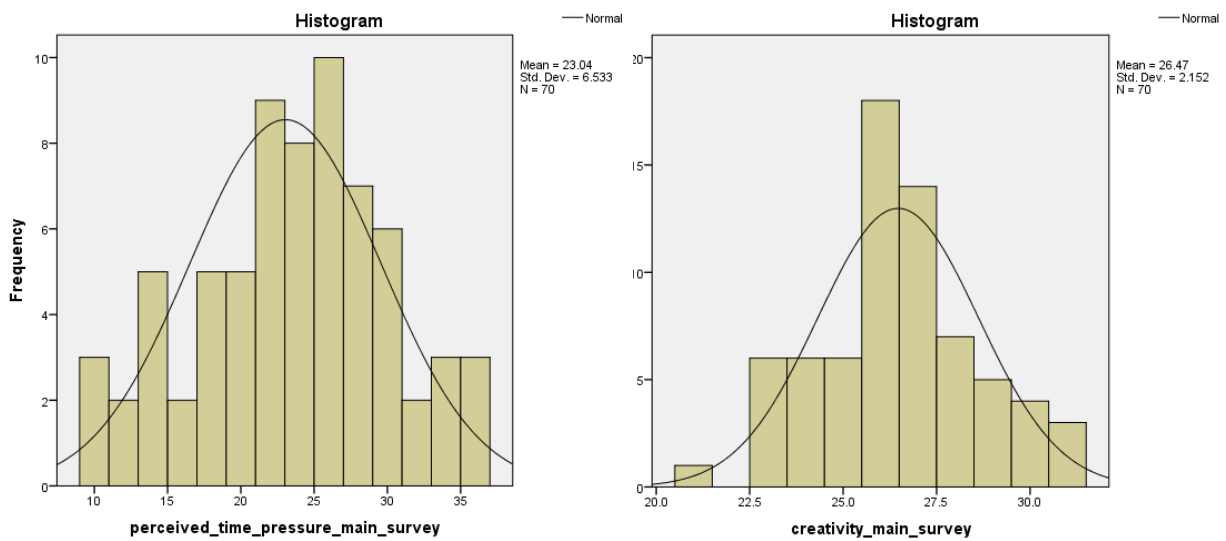 Histogram
Normal
Mean = 23.04
Std. Dev. = 6.533
N = 70
Frequency
10
8
6
4
2
0
10 15 20 25 30 35
perceived_time_pressure_main_survey
Histogram
Normal
Mean = 26.47
Std. Dev. = 2.152
N = 70
20
15
10
5
0
20.0 22.5 25.0 27.5 30.0
creativity_main_survey